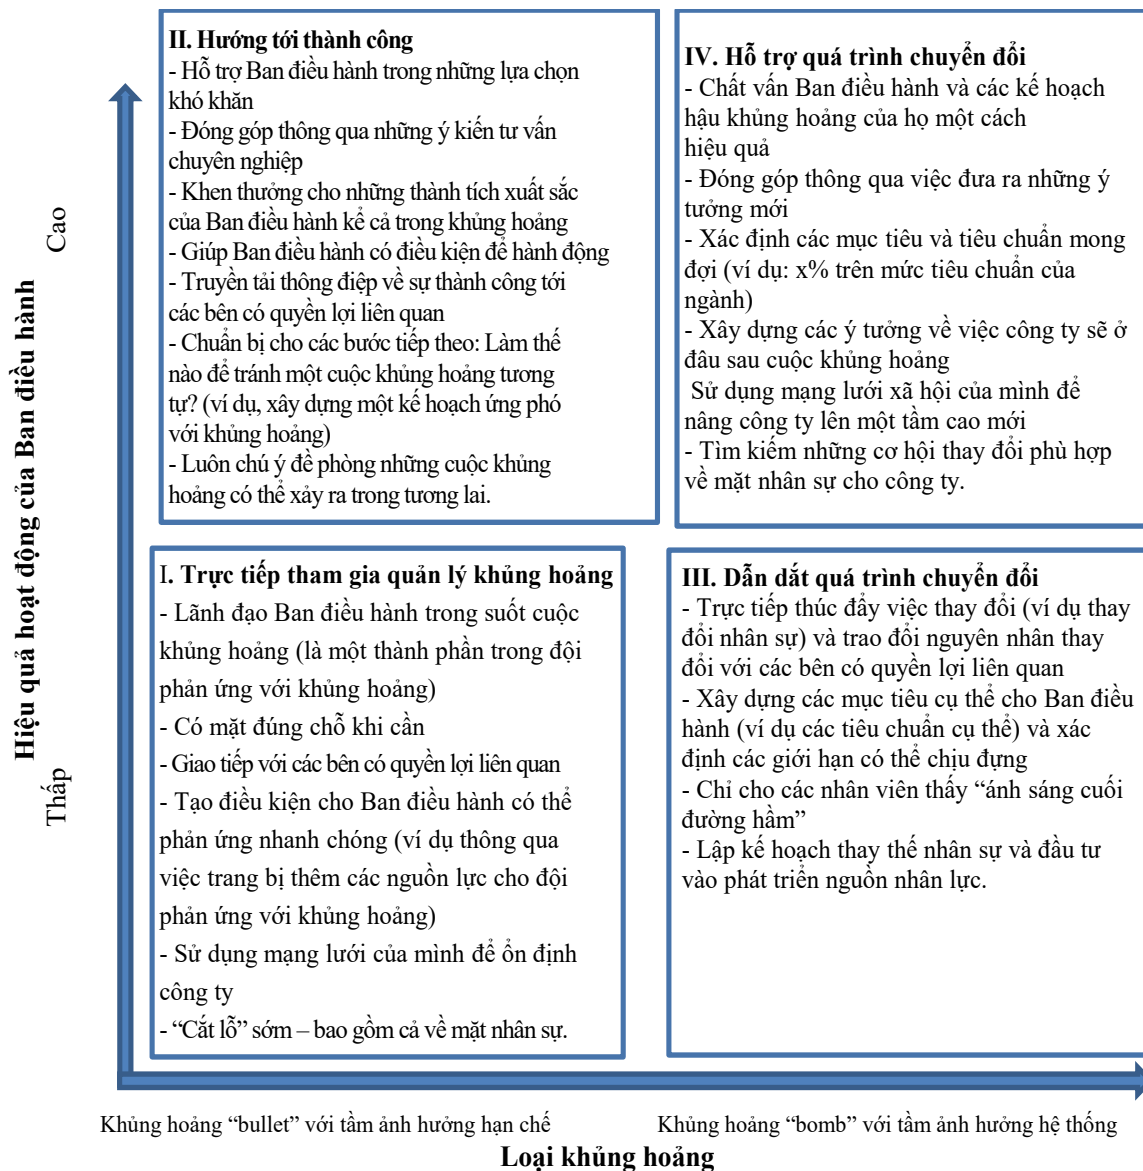 II. Hướng tới thành công
- Hỗ trợ Ban điều hành trong những lựa chọn
khó khăn
- Đóng góp thông qua những ý kiến tư vấn
chuyên nghiệp
- Khen thưởng cho những thành tích xuất sắc
của Ban điều hành kể cả trong khủng hoảng
- Giúp Ban điều hành có điều kiện để hành động
- Truyền tải thông điệp về sự thành công tới
các bên có quyền lợi liên quan
- Chuẩn bị cho các bước tiếp theo: Làm thế
nào để tránh một cuộc khủng hoảng tương
tự? (ví dụ, xây dựng một kế hoạch ứng phó
với khủng hoảng)
- Luôn chú ý đề phòng những cuộc khủng
hoảng có thể xảy ra trong tương lai.
IV. Hỗ trợ quá trình chuyển đổi
- Chất vấn Ban điều hành và các kế hoạch
hậu khủng hoảng của họ một cách
hiệu quả
- Đóng góp thông qua việc đưa ra những ý
tưởng mới
- Xác định các mục tiêu và tiêu chuẩn mong
đợi (ví dụ: x% trên mức tiêu chuẩn của
ngành)
- Xây dựng các ý tưởng về việc công ty sẽ ở
đâu sau cuộc khủng hoảng
Sử dụng mạng lưới xã hội của mình để
nâng công ty lên một tầm cao mới
- Tìm kiếm những cơ hội thay đổi phù hợp
về mặt nhân sự cho công ty.
Hiệu quả hoạt động của Ban điều hành
Cao
Thấp
I. Trực tiếp tham gia quản lý khủng hoảng
- Lãnh đạo Ban điều hành trong suốt cuộc
khủng hoảng (là một thành phần trong đội
phản ứng với khủng hoảng)
- Có mặt đúng chỗ khi cần
- Giao tiếp với các bên có quyền lợi liên quan
- Tạo điều kiện cho Ban điều hành có thể
phản ứng nhanh chóng (ví dụ thông qua
việc trang bị thêm các nguồn lực cho đội
phản ứng với khủng hoảng)
- Sử dụng mạng lưới của mình để ổn định
công ty
- “Cắt lỗ” sớm – bao gồm cả về mặt nhân sự.
III. Dẫn dắt quá trình chuyển đổi
- Trực tiếp thúc đẩy việc thay đổi (ví dụ thay
đổi nhân sự) và trao đổi nguyên nhân thay
đổi với các bên có quyền lợi liên quan
- Xây dựng các mục tiêu cụ thể cho Ban điều
hành (ví dụ các tiêu chuẩn cụ thể) và xác
định các giới hạn có thể chịu đựng
- Chỉ cho các nhân viên thấy “ánh sáng cuối
đường hầm”
- Lập kế hoạch thay thế nhân sự và đầu tư
vào phát triển nguồn nhân lực.
Khủng hoảng “bullet” với tầm ảnh hưởng hạn chế
Khủng hoảng “bomb” với tầm ảnh hưởng hệ thống
Loại khủng hoảng